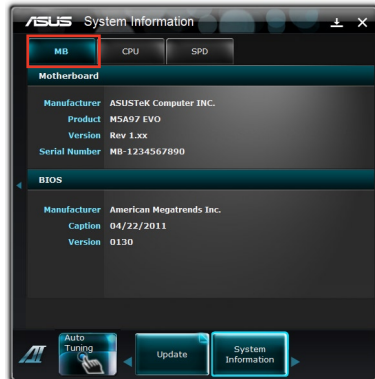 ASUS System Information
MB CPU SPD
Motherboard
Manufacturer ASUSTeK Computer INC.
Product M5A97 EVO
Version Rev 1.xx
Serial Number MB-1234567890
BIOS
Manufacturer American Megatrends Inc.
Caption 04/22/2011
Version 0130
Auto
Tuning
Update
System
Information